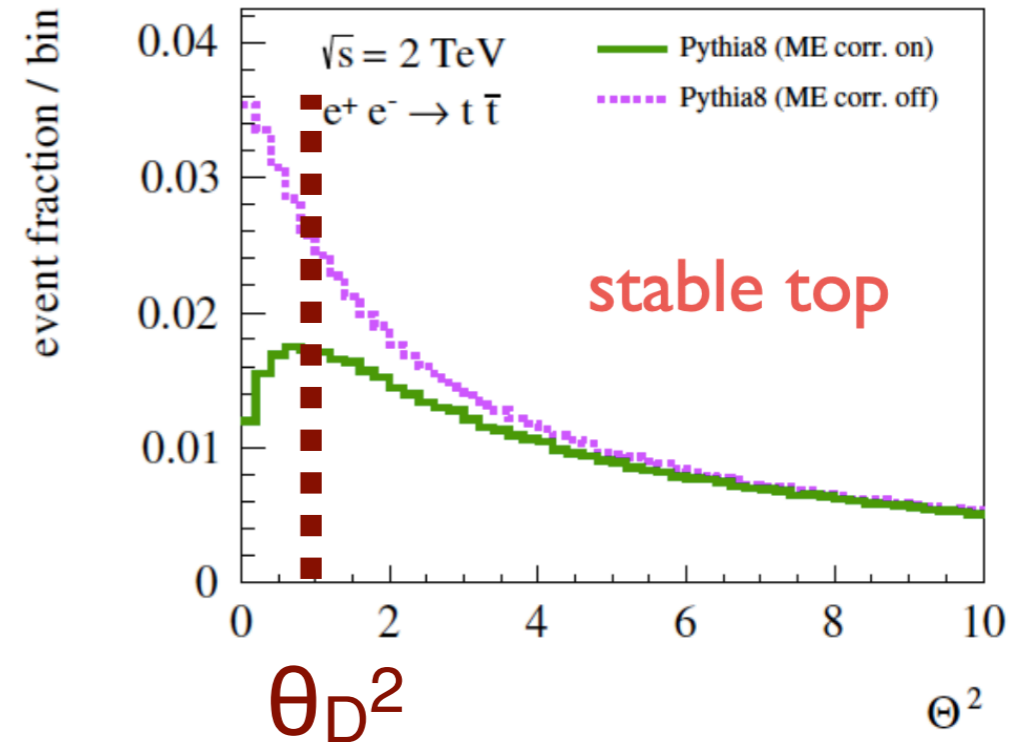 event fraction / bin
0.04
0.03
0.02
0.01
0
√s = 2 TeV
e⁺ e⁻ → t t̄
Pythia8 (ME corr. on)
Pythia8 (ME corr. off)
stable top
0 2 4 6 8 10
θD²
Θ²